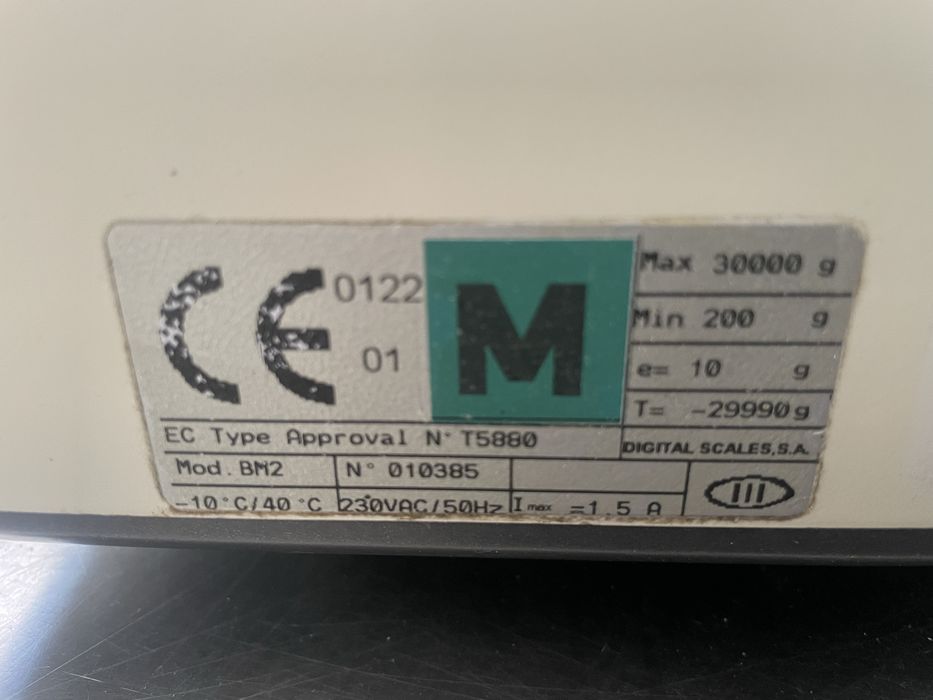 CE 0122
01
M
Max 30000 g
Min 200 g
e= 10 g
T= -29990g
EC Type Approval N° T5880
DIGITAL SCALES,S.A.
Mod. BM2 N° 010385
III
-10°C/40°C 230VAC/50Hz Imax =1.5 A